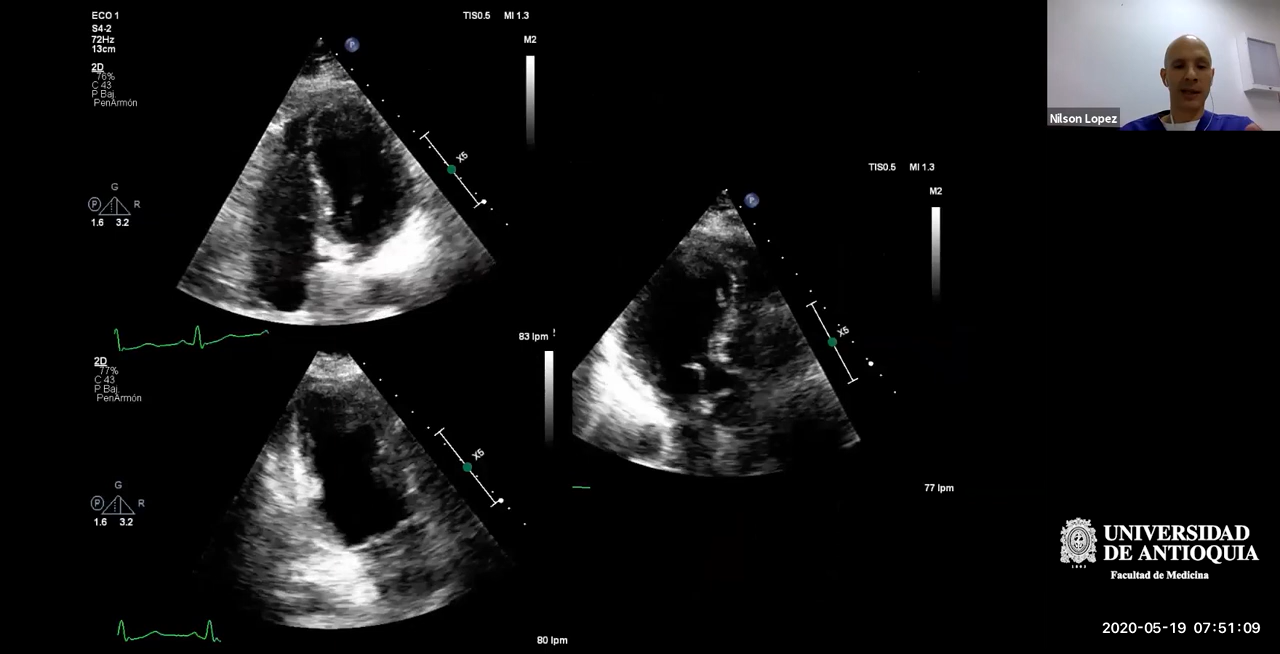 ECO 1
S4-2
72Hz
13cm
2D
76%
C 43
P Baj.
PenArmón
TIS0.5 MI 1.3
M2
P
X5
G
P R
1.6 3.2
83 lpm
2D
77%
C 43
P Baj.
PenArmón
X5
G
P R
1.6 3.2
80 lpm
TIS0.5 MI 1.3
M2
P
X5
77 lpm
Nilson Lopez
UNIVERSIDAD
DE ANTIOQUIA
1803
Facultad de Medicina
2020-05-19 07:51:09